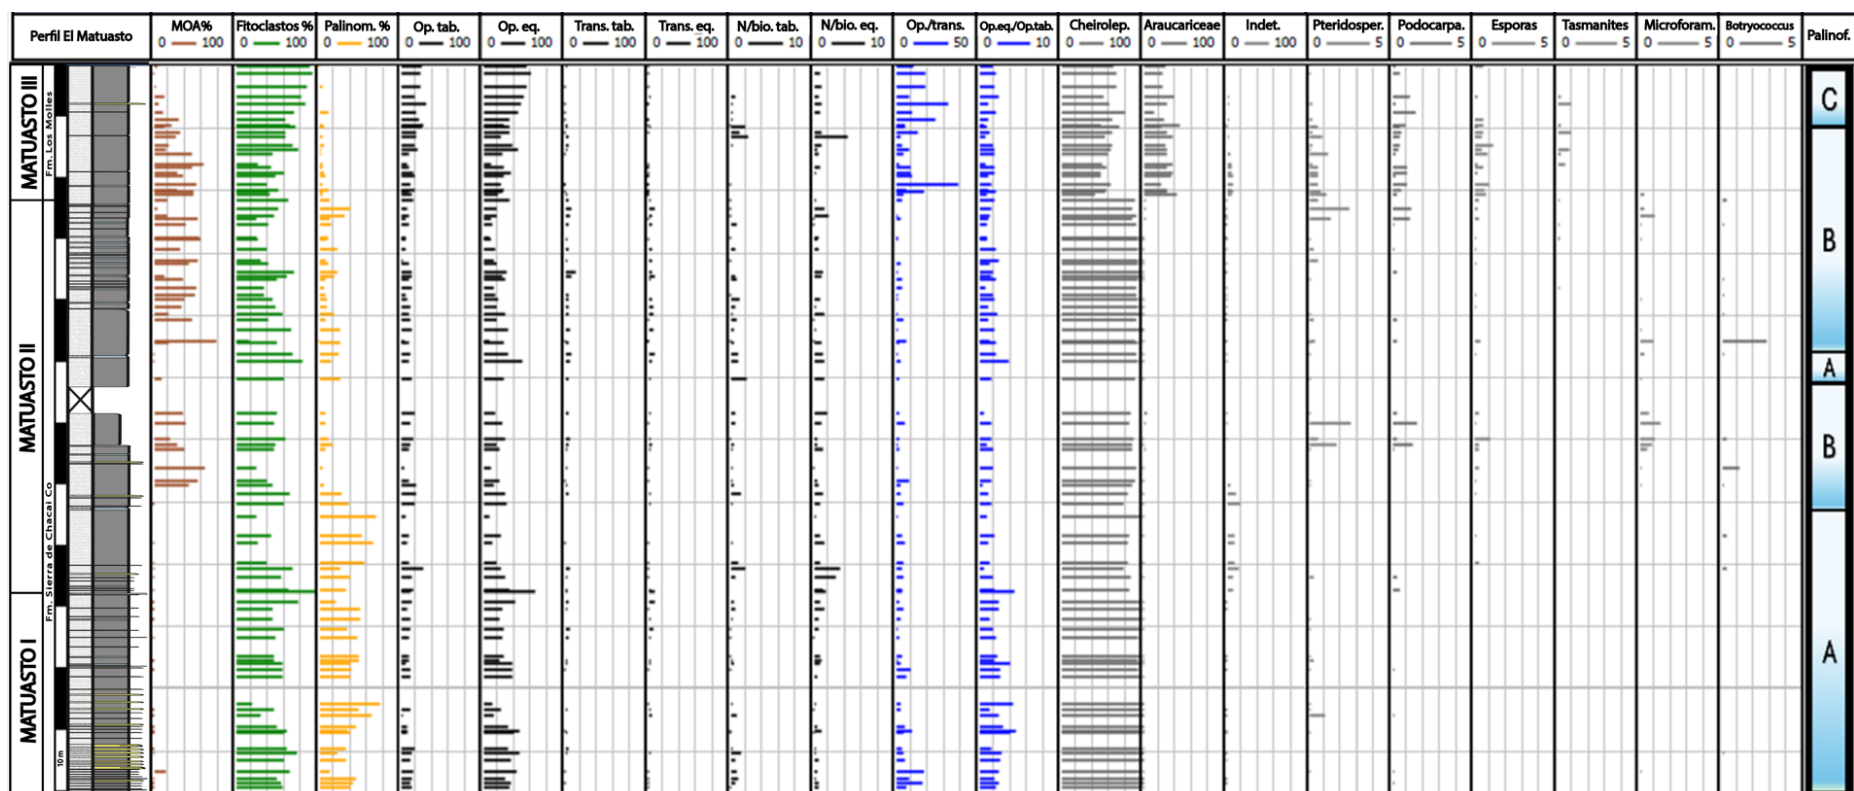 Perfil El Matuasto
MOA%
0 100
Fitoclastos %
0 100
Palinom. %
0 100
Op. tab.
0 100
Op. eq.
0 100
Trans. tab.
0 100
Trans. eq.
0 100
N/bio. tab.
0 10
N/bio. eq.
0 10
Op./trans.
0 50
Op.eq./Op.tab.
0 10
Cheirolep.
0 100
Araucariceae
0 100
Indet.
0 100
Pteridosper.
0 5
Podocarpa.
0 5
Esporas
0 5
Tasmanites
0 5
Microforam.
0 5
Botryococcus
0 5
Palinof.
MATUASTO III
MATUASTO II
MATUASTO I
Fm. Los Molles
Fm. Sierra de Chacai Co
10m
C
B
A
B
A